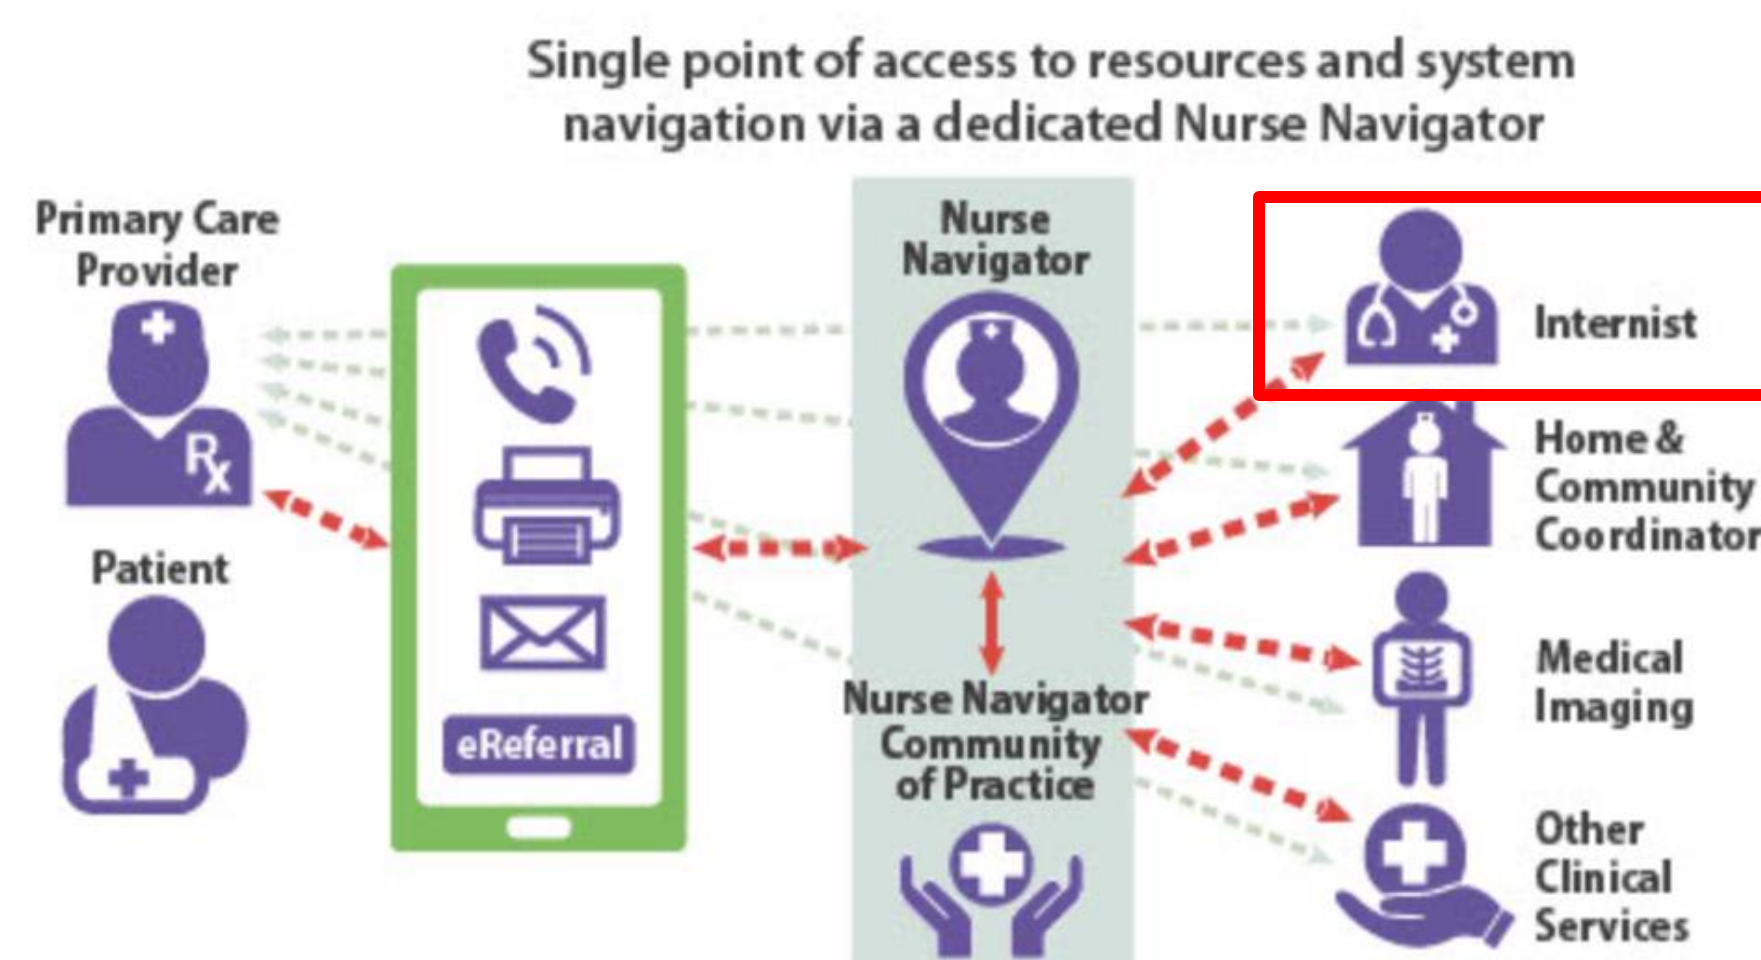 Single point of access to resources and system
navigation via a dedicated Nurse Navigator
Primary Care
Provider
Rx
Patient
eReferral
Nurse
Navigator
Nurse Navigator
Community
of Practice
Internist
Home &
Community
Coordinator
Medical
Imaging
Other
Clinical
Services